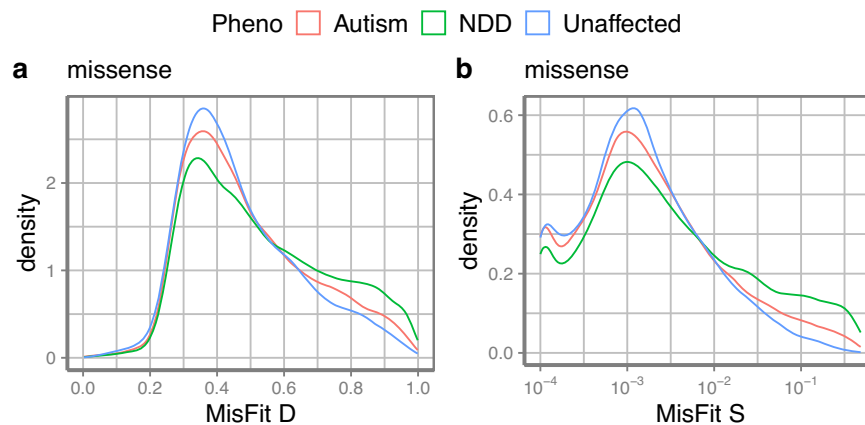 Pheno Autism NDD Unaffected
a missense
density
2
1
0
0.0 0.2 0.4 0.6 0.8 1.0
MisFit D
b missense
density
0.6
0.4
0.2
0.0
10⁻⁴ 10⁻³ 10⁻² 10⁻¹
MisFit S